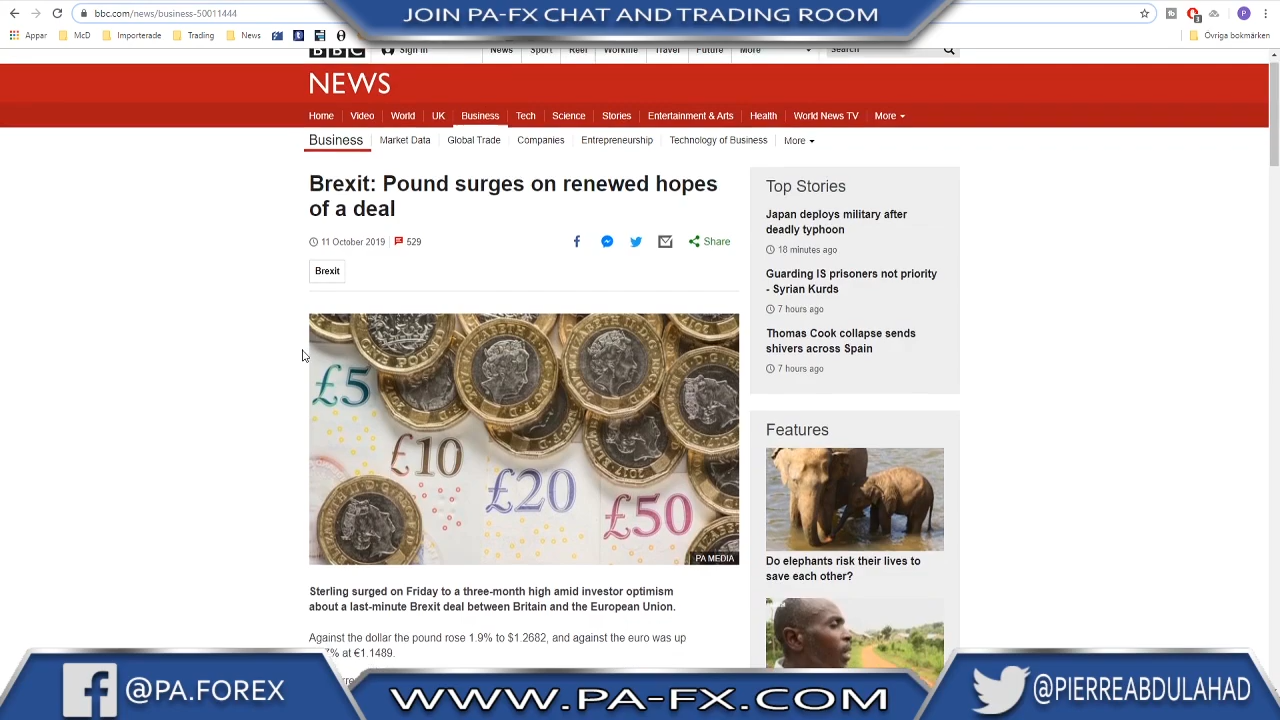 bbc.com/news/business-50011444
JOIN PA-FX CHAT AND TRADING ROOM
Appar McD Importerade Trading News Övriga bokmärken
BBC Sign in News Sport Reel Worklife Travel Future More Search
NEWS
Home Video World UK Business Tech Science Stories Entertainment & Arts Health World News TV More
Business Market Data Global Trade Companies Entrepreneurship Technology of Business More
Brexit: Pound surges on renewed hopes
of a deal
11 October 2019 529
Share
Brexit
£5
£10
£20
£50
PA MEDIA
Sterling surged on Friday to a three-month high amid investor optimism
about a last-minute Brexit deal between Britain and the European Union.
Against the dollar the pound rose 1.9% to $1.2682, and against the euro was up
% at €1.1489.
Top Stories
Japan deploys military after
deadly typhoon
18 minutes ago
Guarding IS prisoners not priority
- Syrian Kurds
7 hours ago
Thomas Cook collapse sends
shivers across Spain
7 hours ago
Features
Do elephants risk their lives to
save each other?
@PA.FOREX
WWW.PA-FX.COM
@PIERREABDULAHAD